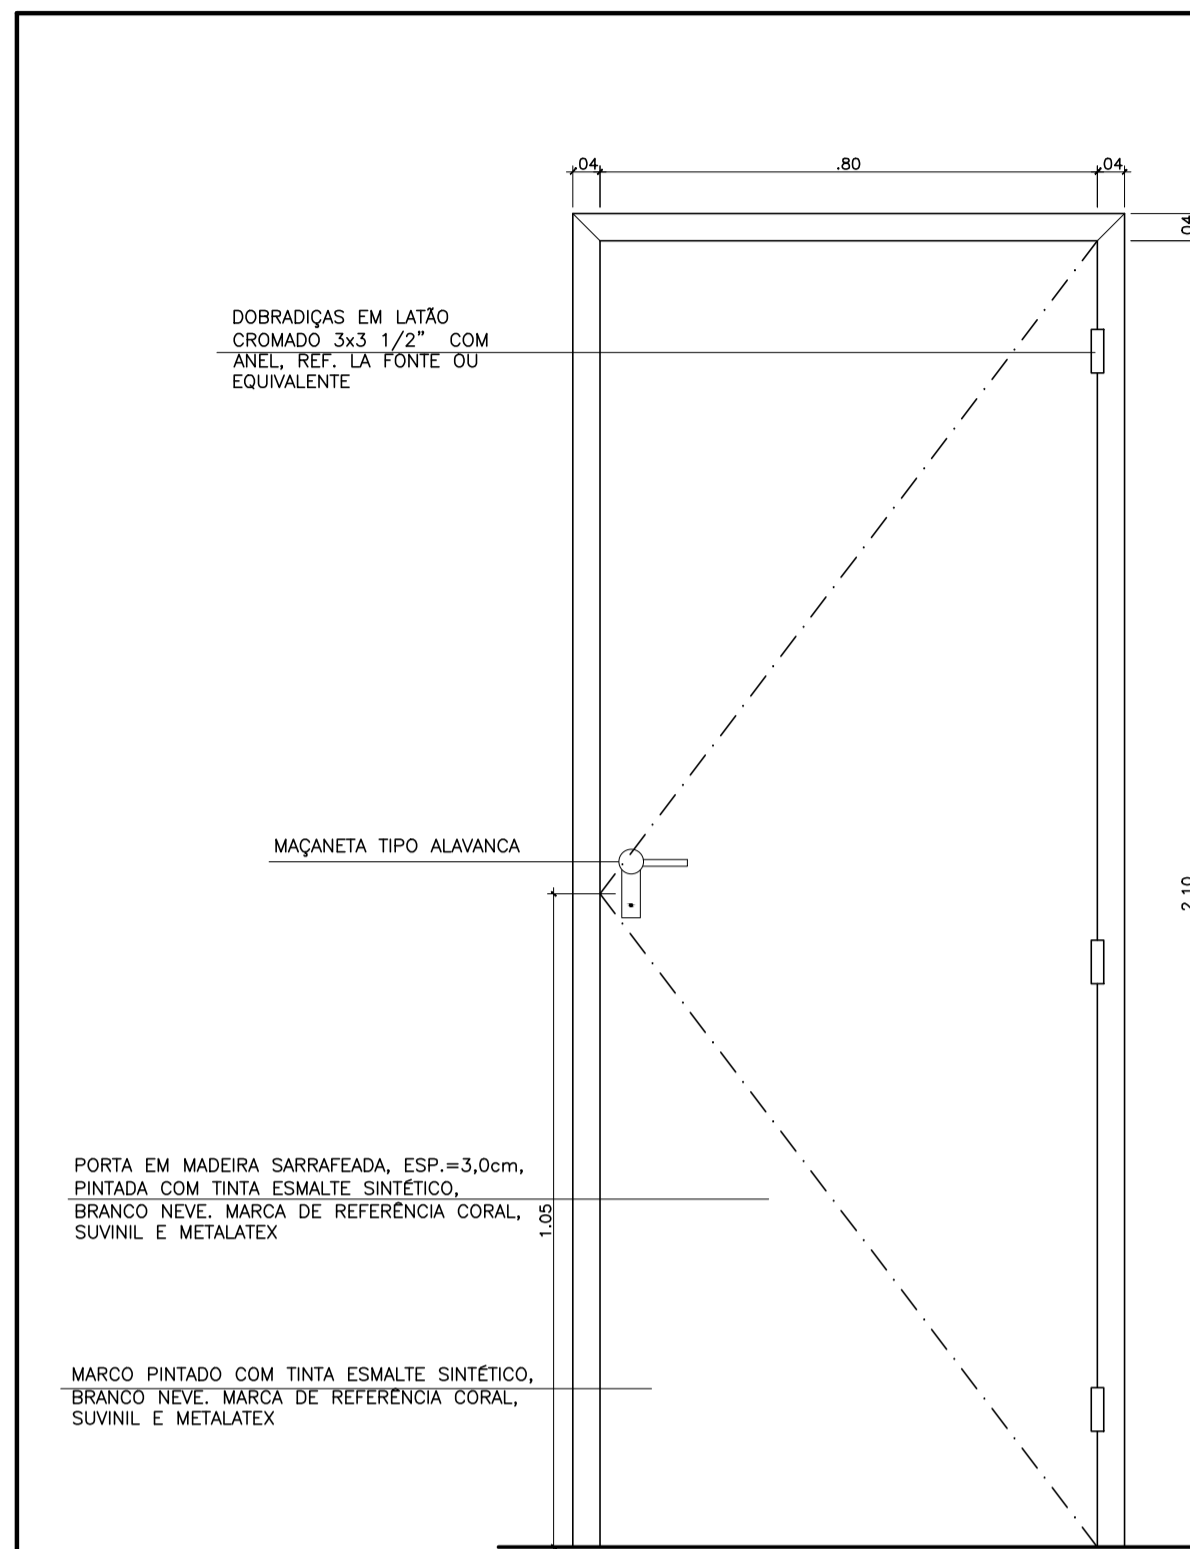 .04
.80
.04
.04
DOBRADIÇAS EM LATÃO
CROMADO 3x3 1/2" COM
ANEL, REF. LA FONTE OU
EQUIVALENTE
MAÇANETA TIPO ALAVANCA
2.10
PORTA EM MADEIRA SARRAFEADA, ESP.=3,0cm,
PINTADA COM TINTA ESMALTE SINTÉTICO,
BRANCO NEVE. MARCA DE REFERÊNCIA CORAL,
SUVINIL E METALATEX
1.05
MARCO PINTADO COM TINTA ESMALTE SINTÉTICO,
BRANCO NEVE. MARCA DE REFERÊNCIA CORAL,
SUVINIL E METALATEX